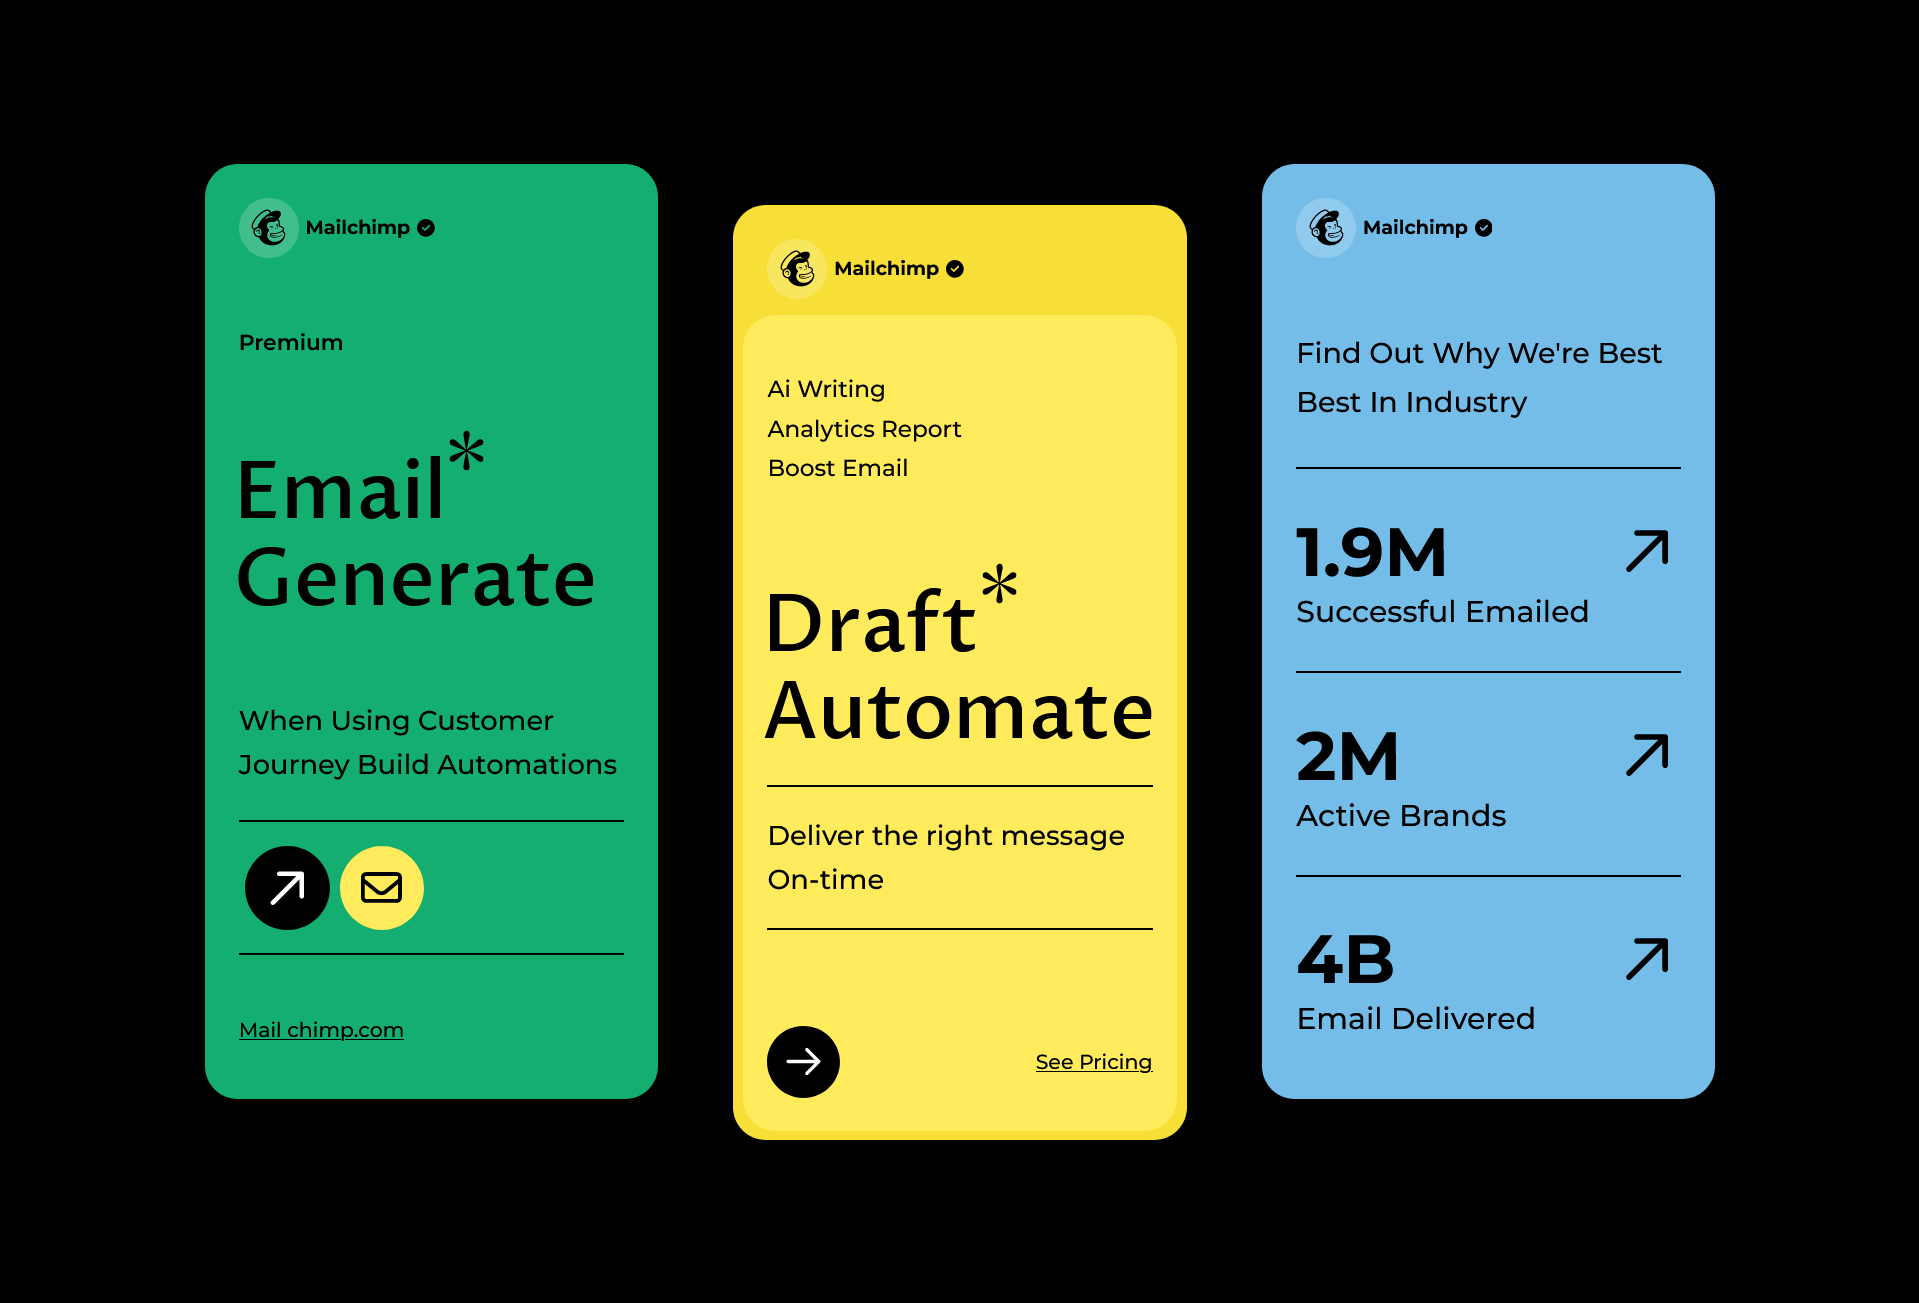 Mailchimp
Premium
Email*
Generate
When Using Customer
Journey Build Automations
Mail chimp.com
Mailchimp
Ai Writing
Analytics Report
Boost Email
Draft*
Automate
Deliver the right message
On-time
See Pricing
Mailchimp
Find Out Why We're Best
Best In Industry
1.9M
Successful Emailed
2M
Active Brands
4B
Email Delivered